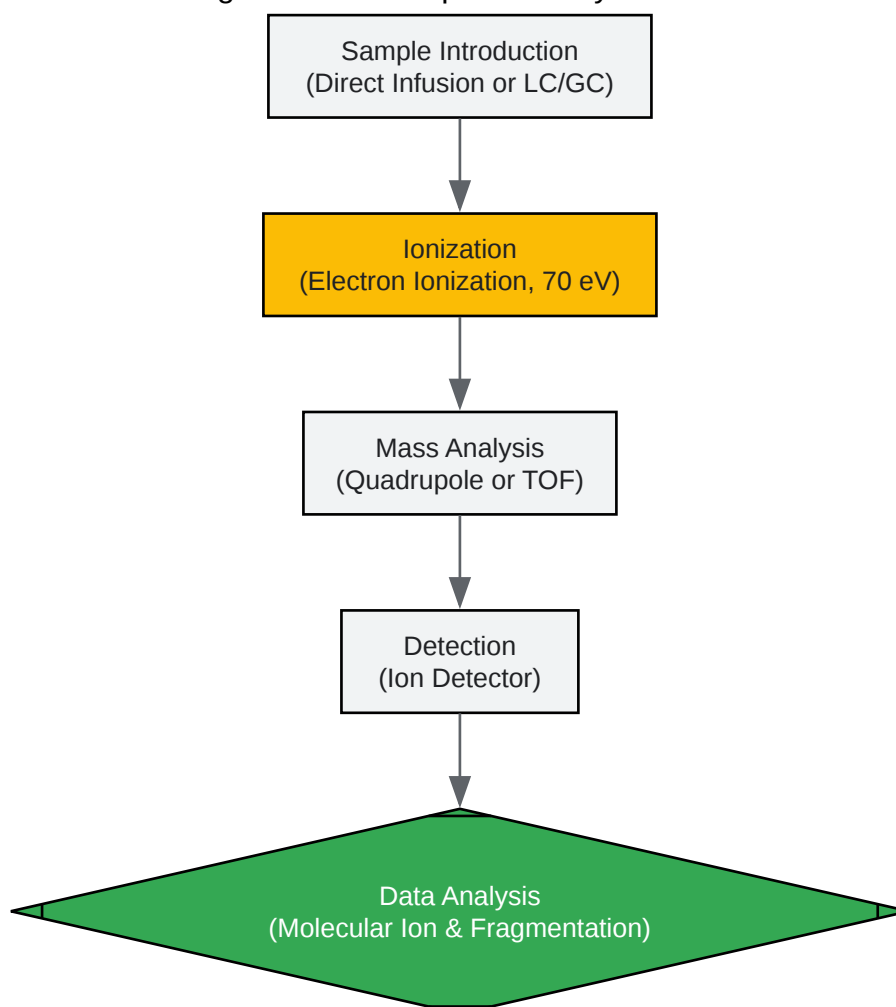 Sample Introduction
(Direct Infusion or LC/GC)
Ionization
(Electron Ionization, 70 eV)
Mass Analysis
(Quadrupole or TOF)
Detection
(Ion Detector)
Data Analysis
(Molecular Ion & Fragmentation)